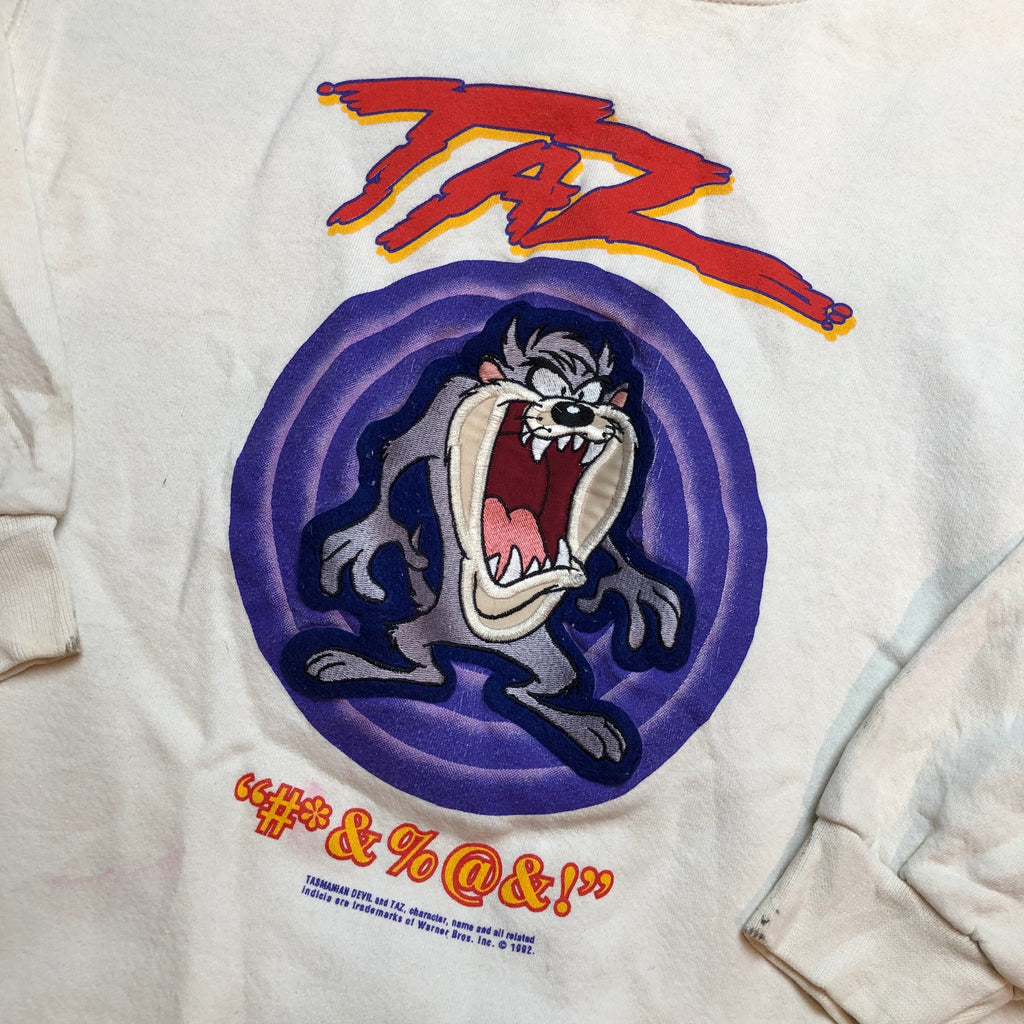 TAZ
“#*&%@&!”
TASMANIAN DEVIL and TAZ, character, name and all related
indicia are trademarks of Warner Bros. Inc. © 1992.